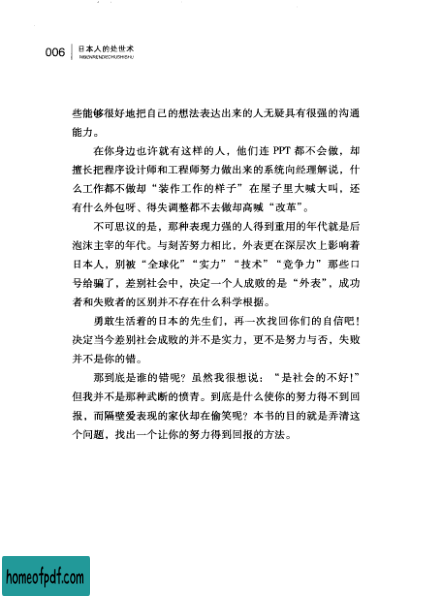 006
日本人的处世术
RIBENRENDECHUSHISHU
些能够很好地把自己的想法表达出来的人无疑具有很强的沟通
能力。
在你身边也许就有这样的人，他们连 PPT 都不会做，却
擅长把程序设计师和工程师努力做出来的系统向经理解说，什
么工作都不做却“装作工作的样子”在屋子里大喊大叫，还
有什么外包呀、得失调整都不去做却高喊“改革”。
不可思议的是，那种表现力强的人得到重用的年代就是后
泡沫主宰的年代。与刻苦努力相比，外表更在深层次上影响着
日本人，别被“全球化”“实力”“技术”“竞争力”那些口
号给骗了，差别社会中，决定一个人成败的是“外表”，成功
者和失败者的区别并不存在什么科学根据。
勇敢生活着的日本的先生们，再一次找回你们的自信吧！
决定当今差别社会成败的并不是实力，更不是努力与否，失败
并不是你的错。
那到底是谁的错呢？虽然我很想说：“是社会的不好！”
但我并不是那种武断的愤青。到底是什么使你的努力得不到回
报，而隔壁爱表现的家伙却在偷笑呢？本书的目的就是弄清这
个问题，找出一个让你的努力得到回报的方法。
homeofpdf.com